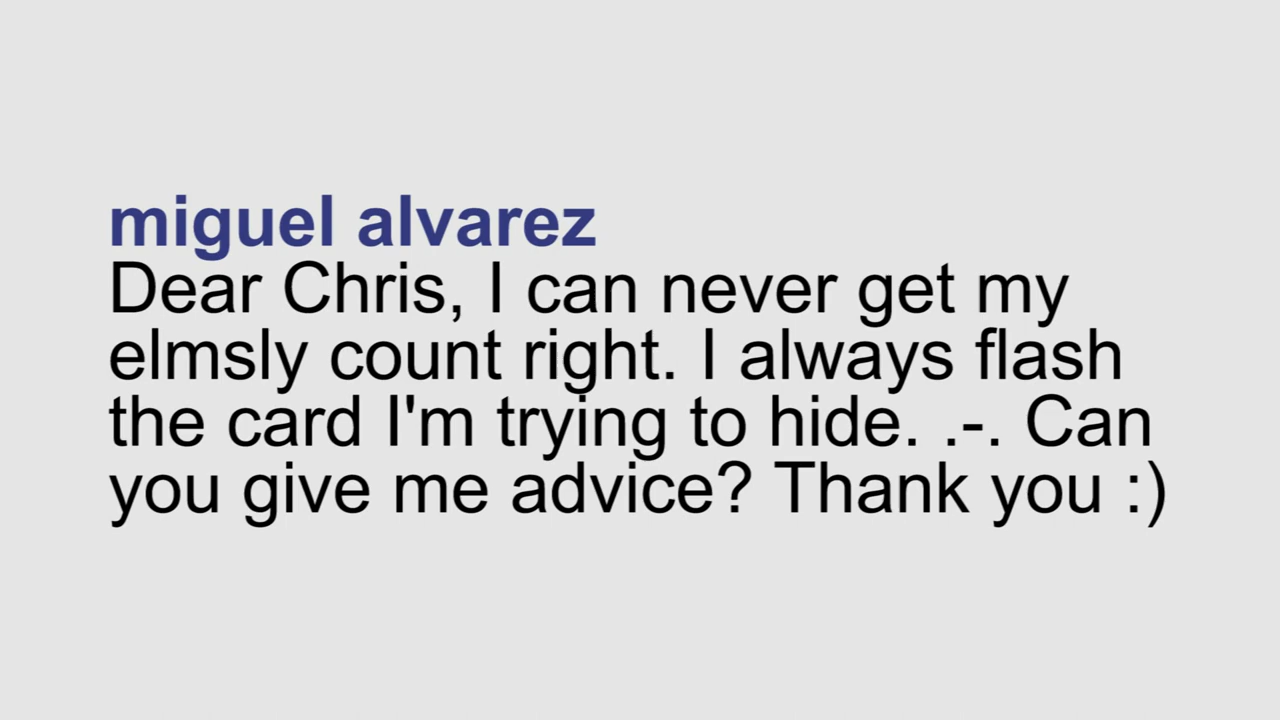 miguel alvarez
Dear Chris, I can never get my
elmsly count right. I always flash
the card I'm trying to hide. .-. Can
you give me advice? Thank you :)